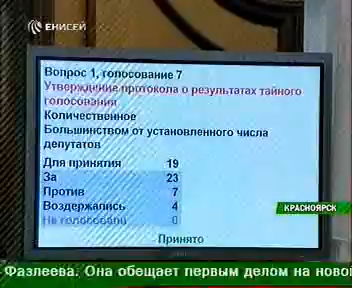 ЕНИСЕЙ
Вопрос 1, голосование 7
Утверждение протокола о результатах тайного
голосования
Количественное
Большинством от установленного числа
депутатов
Для принятия 19
За 23
Против 7
Воздержались 4
Не голосовали 0
Принято
КРАСНОЯРСК
Фазлеева. Она обещает первым делом на ново